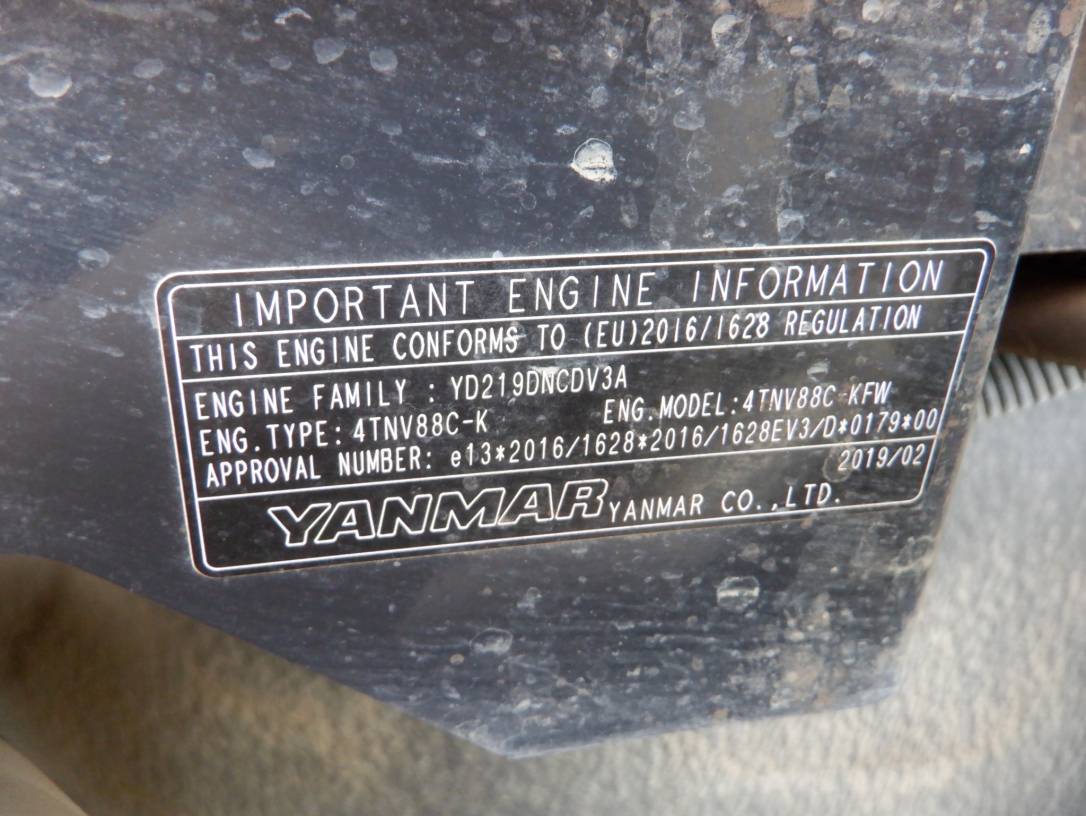 IMPORTANT ENGINE INFORMATION
THIS ENGINE CONFORMS TO (EU)2016/1628 REGULATION
ENGINE FAMILY : YD219DNCDV3A
ENG.TYPE: 4TNV88C-K ENG.MODEL:4TNV88C-KFW
APPROVAL NUMBER: e13*2016/1628*2016/1628EV3/D*0179*00
2019/02
YANMAR YANMAR CO.,LTD.